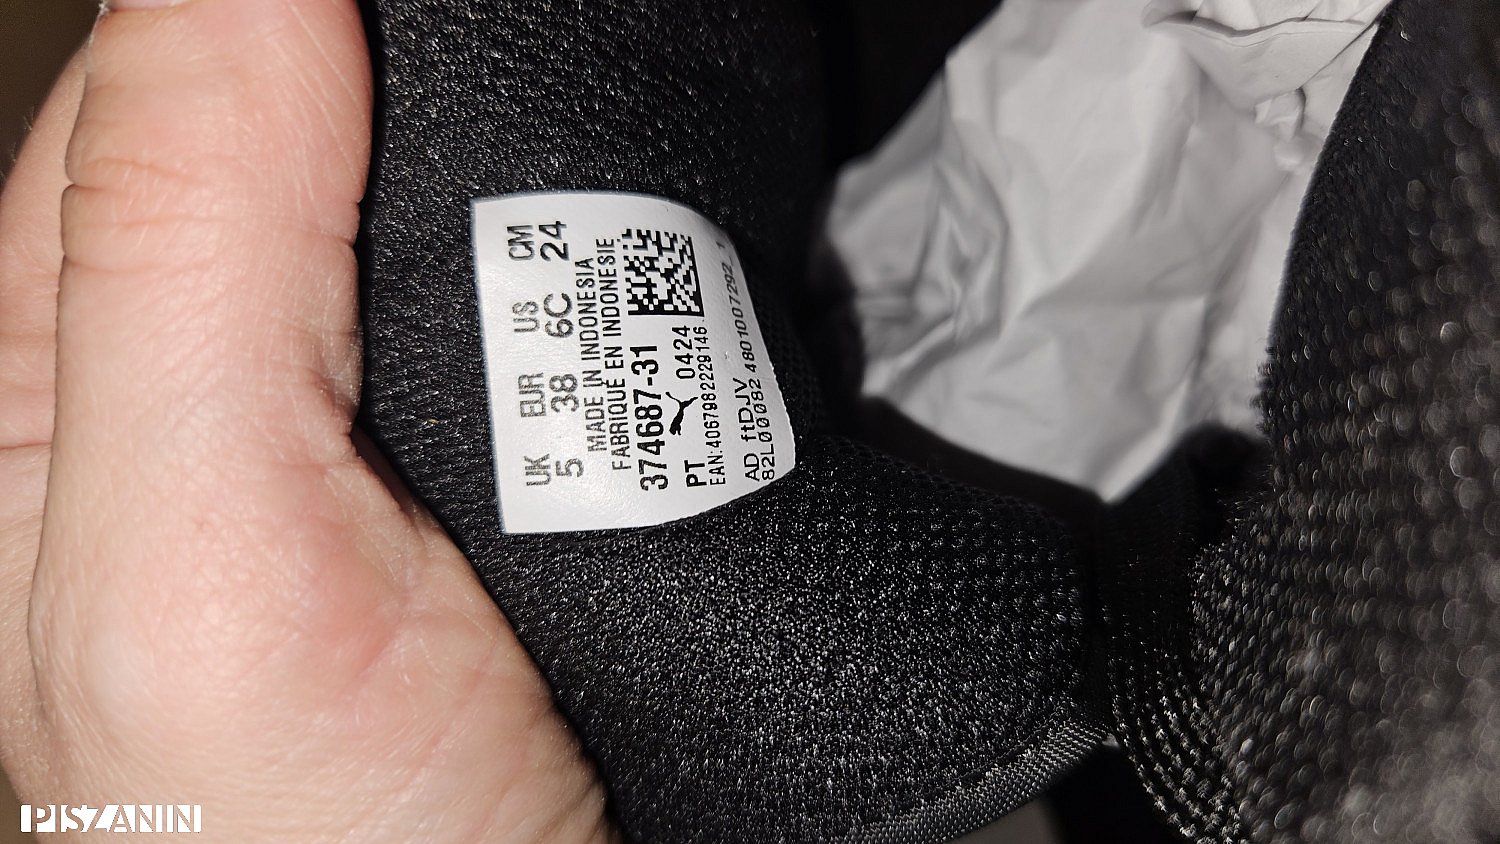 UK EUR US CM
5 38 6C 24
MADE IN INDONESIA
FABRIQUÉ EN INDONESIE
374687-31
PT 0424
EAN:4067982229146
AD ftDJV
82L00082 4801007292 1
PISZANIN